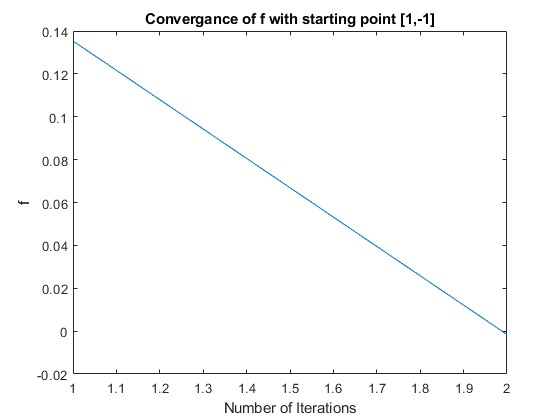 Convergance of f with starting point [1,-1]
0.14
0.12
0.1
0.08
0.06
0.04
0.02
0
-0.02
f
1 1.1 1.2 1.3 1.4 1.5 1.6 1.7 1.8 1.9 2
Number of Iterations